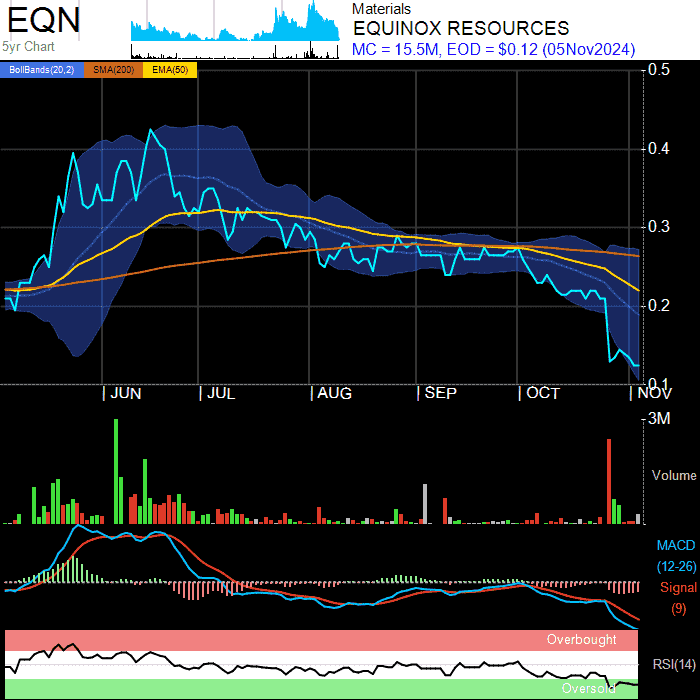 EQN
5yr Chart
Materials
EQUINOX RESOURCES
MC = 15.5M, EOD = $0.12 (05Nov2024)
BollBands(20,2) SMA(200) EMA(50)
0.5
0.4
0.3
0.2
0.1
JUN JUL AUG SEP OCT NOV
3M
Volume
MACD
(12-26)
Signal
(9)
Overbought
RSI(14)
Oversold